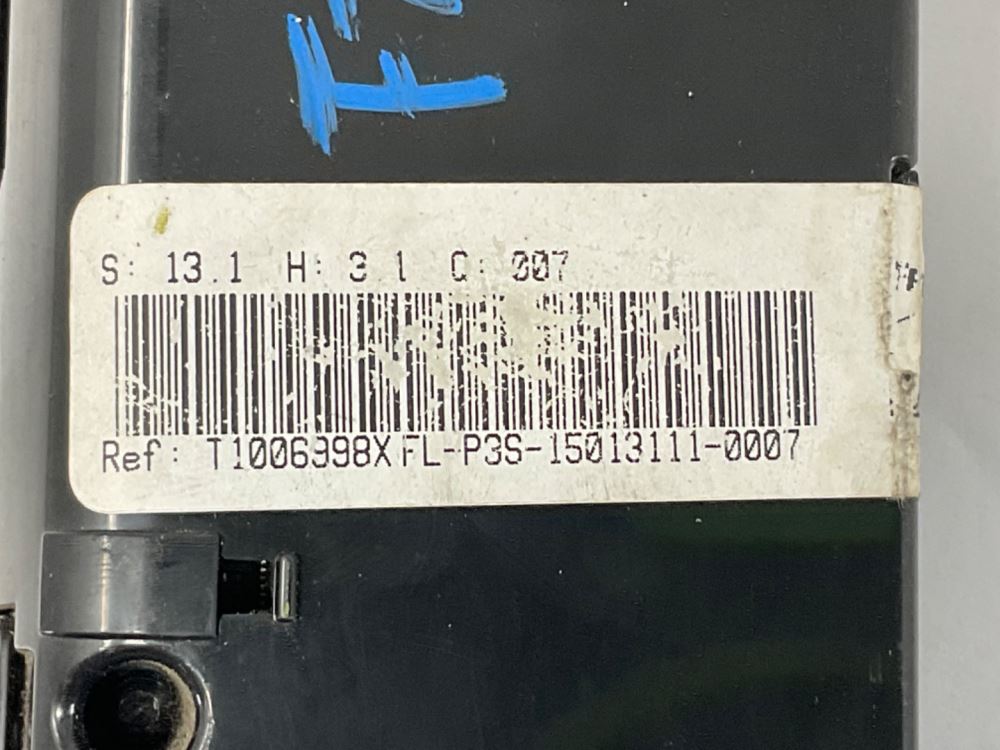 S: 13.1 H: 3.1 C: 007
Ref: T1006998X FL-P3S-15013111-0007